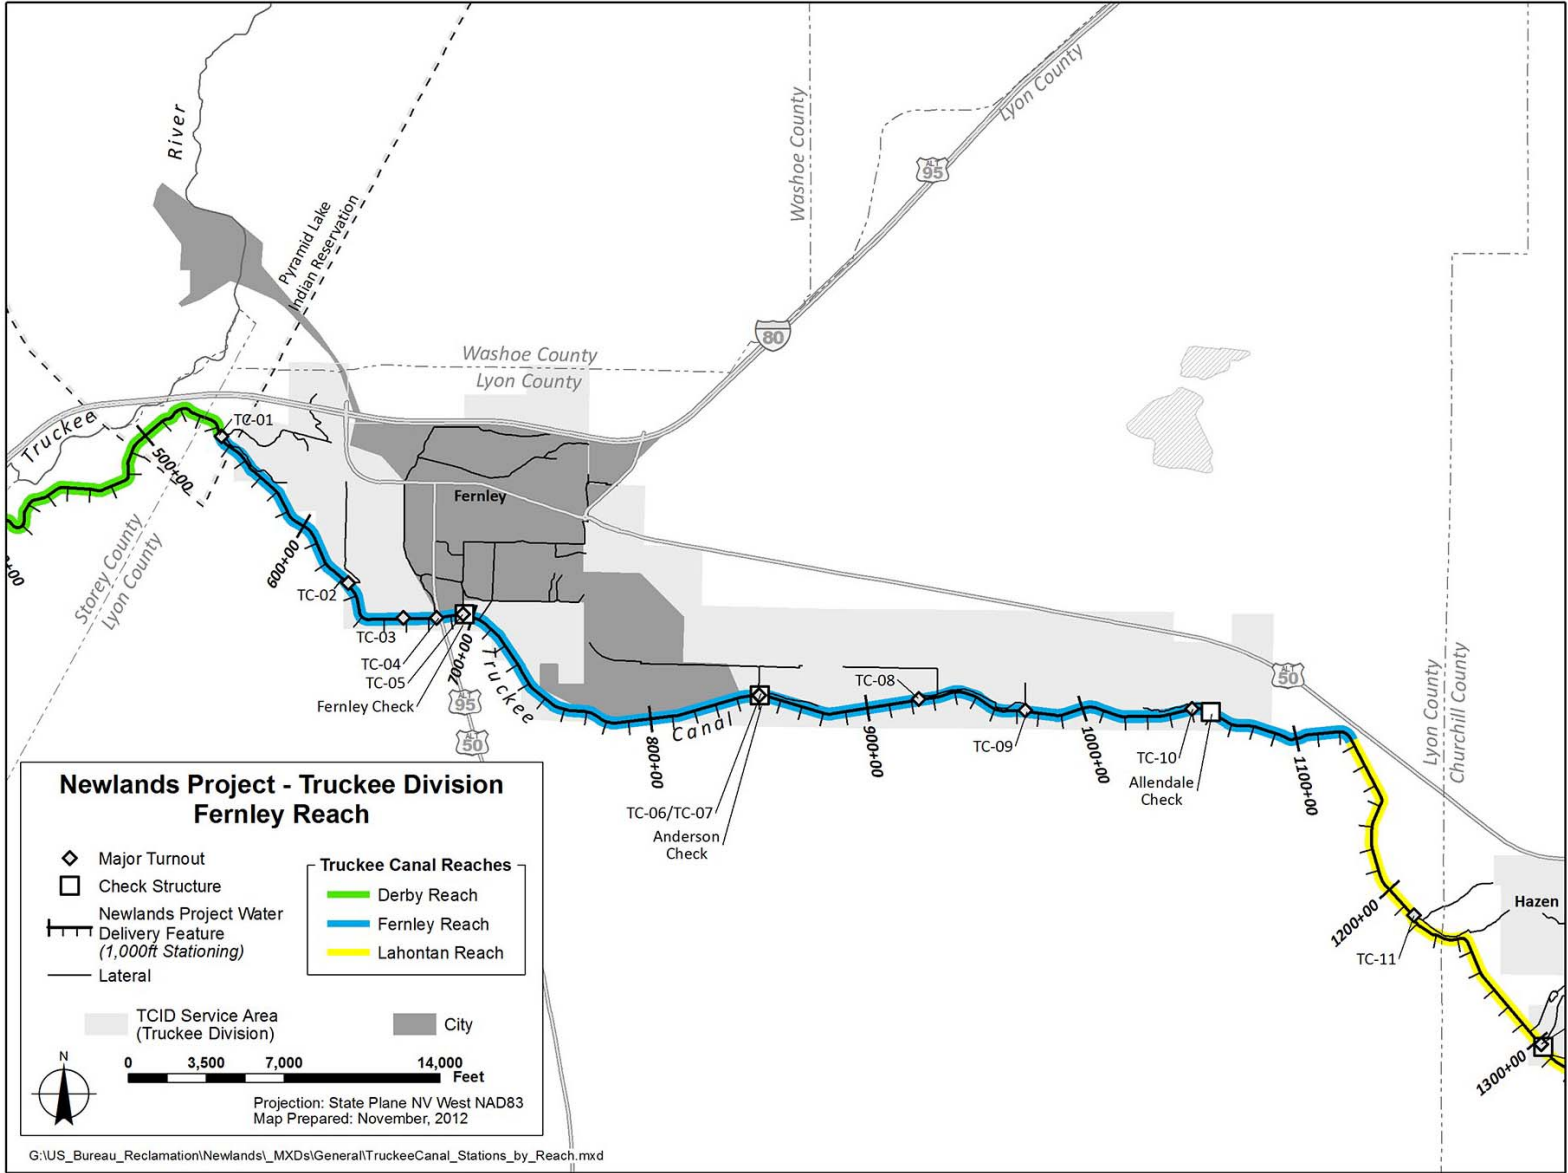 River
Pyramid Lake
Indian Reservation
Washoe County
Lyon County
ALT
95
80
Washoe County
Lyon County
Truckee
TC-01
500+00
Fernley
Storey County
Lyon County
600+00
TC-02
TC-03
TC-04
TC-05
Fernley Check
700+00
ALT
95
ALT
50
Truckee
Canal
800+00
TC-06/TC-07
Anderson
Check
TC-08
900+00
TC-09
1000+00
TC-10
Allendale
Check
1100+00
ALT
50
Lyon County
Churchill County
1200+00
TC-11
Hazen
1300+00
Newlands Project - Truckee Division
Fernley Reach
Major Turnout
Check Structure
Newlands Project Water
Delivery Feature
(1,000ft Stationing)
Lateral
Truckee Canal Reaches
Derby Reach
Fernley Reach
Lahontan Reach
TCID Service Area
(Truckee Division)
City
N
0 3,500 7,000 14,000
Feet
Projection: State Plane NV West NAD83
Map Prepared: November, 2012
G:\US_Bureau_Reclamation\Newlands\_MXDs\General\TruckeeCanal_Stations_by_Reach.mxd